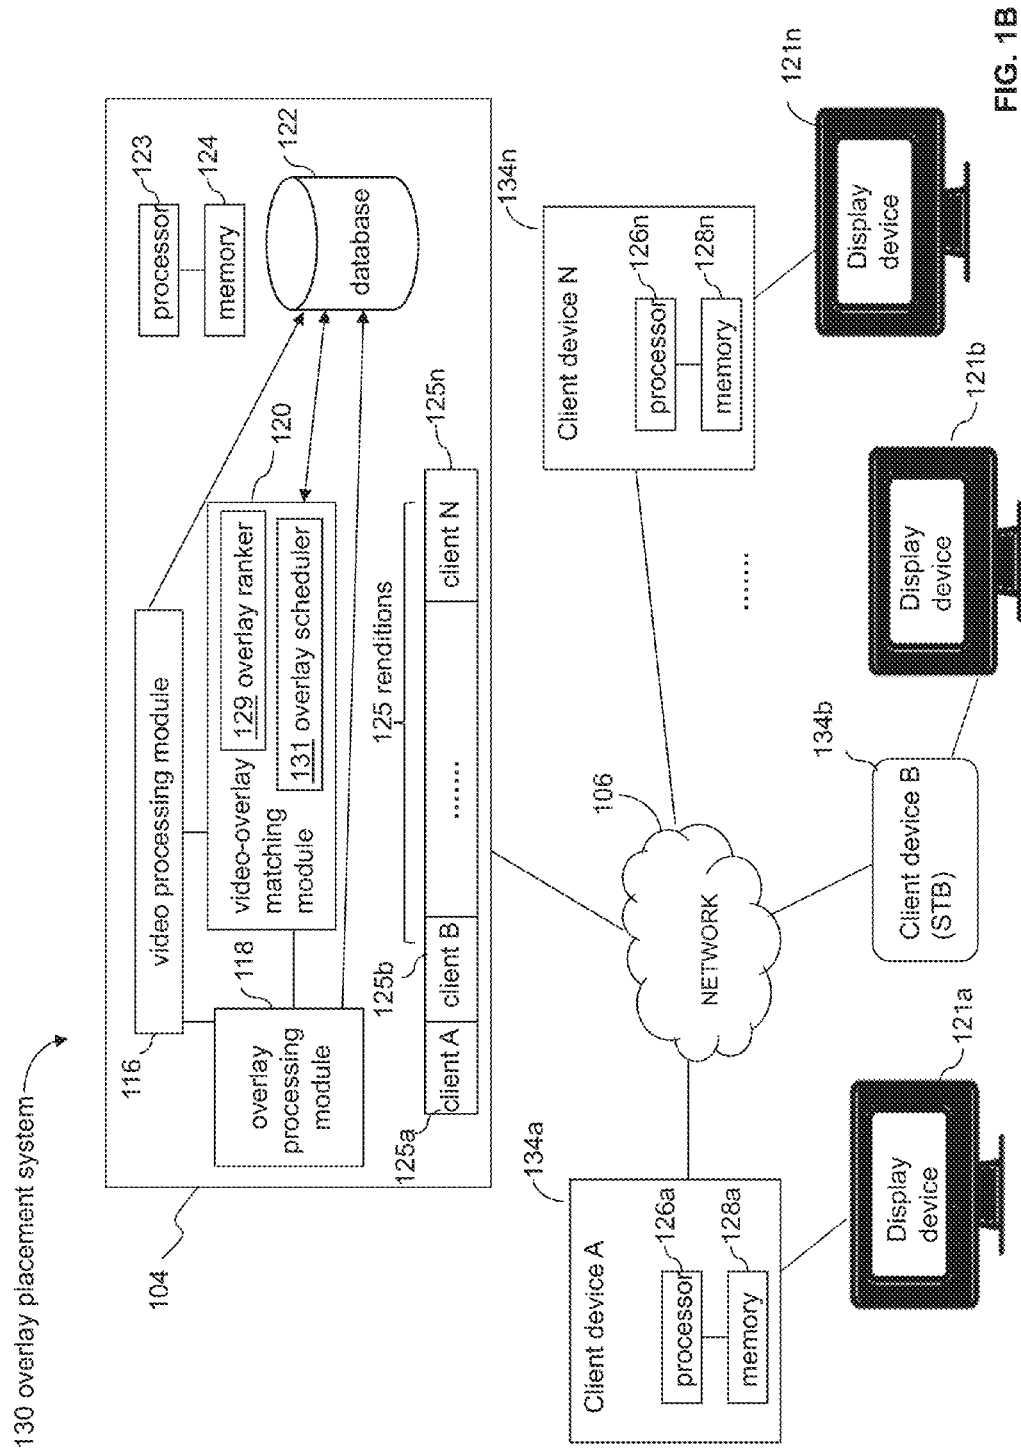 130 overlay placement system
104
116
video processing module
118
overlay
processing
module
video-overlay
matching
module
129 overlay ranker
131 overlay scheduler
120
processor
123
memory
124
122
database
125a
125b
125 renditions
125n
client A
client B
.......
client N
106
NETWORK
134a
Client device A
processor
126a
memory
128a
121a
Display
device
134b
Client device B
(STB)
121b
Display
device
.......
134n
Client device N
processor
126n
memory
128n
121n
Display
device
FIG. 1B